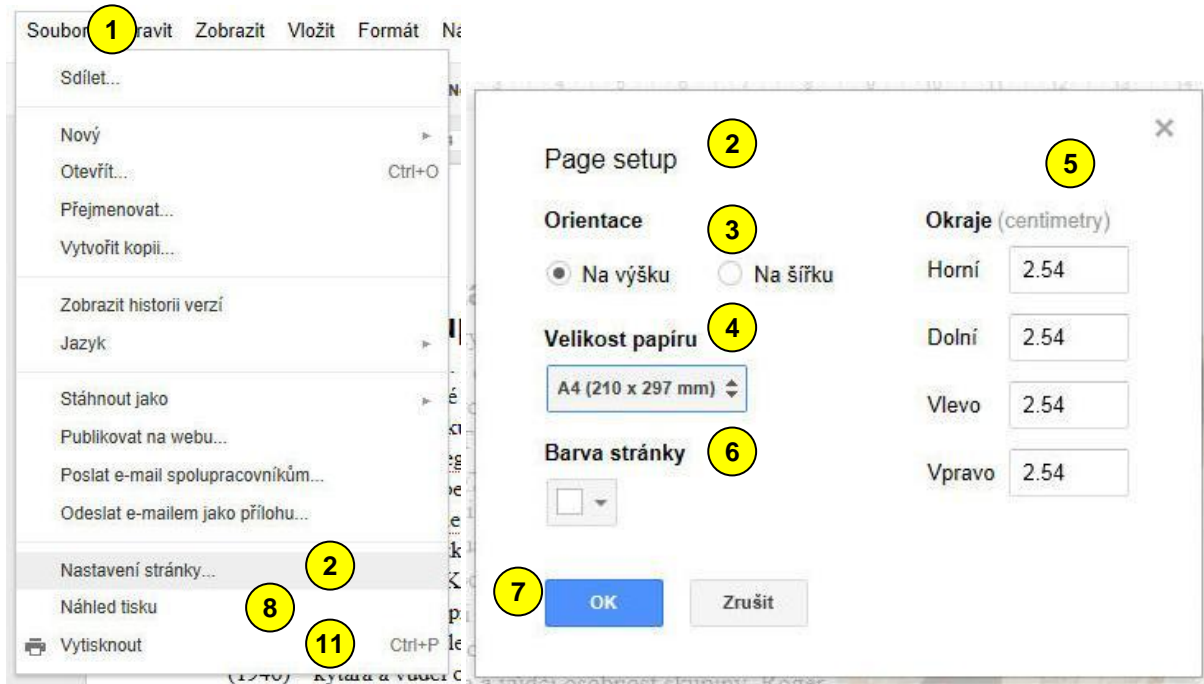 Soubor 1 ravit Zobrazit Vložit Formát
Sdílet...
Nový
Otevřít... Ctrl+O
Přejmenovat...
Vytvořit kopii...
Zobrazit historii verzí
Jazyk
Stáhnout jako
Publikovat na webu...
Poslat e-mail spolupracovníkům...
Odeslat e-mailem jako přílohu...
Nastavení stránky... 2
Náhled tisku 8
Vytisknout 11 Ctrl+P
Page setup 2
Orientace 3
Na výšku Na šířku
Velikost papíru 4
A4 (210 x 297 mm)
Barva stránky 6
7 OK Zrušit
5
Okraje (centimetry)
Horní 2.54
Dolní 2.54
Vlevo 2.54
Vpravo 2.54